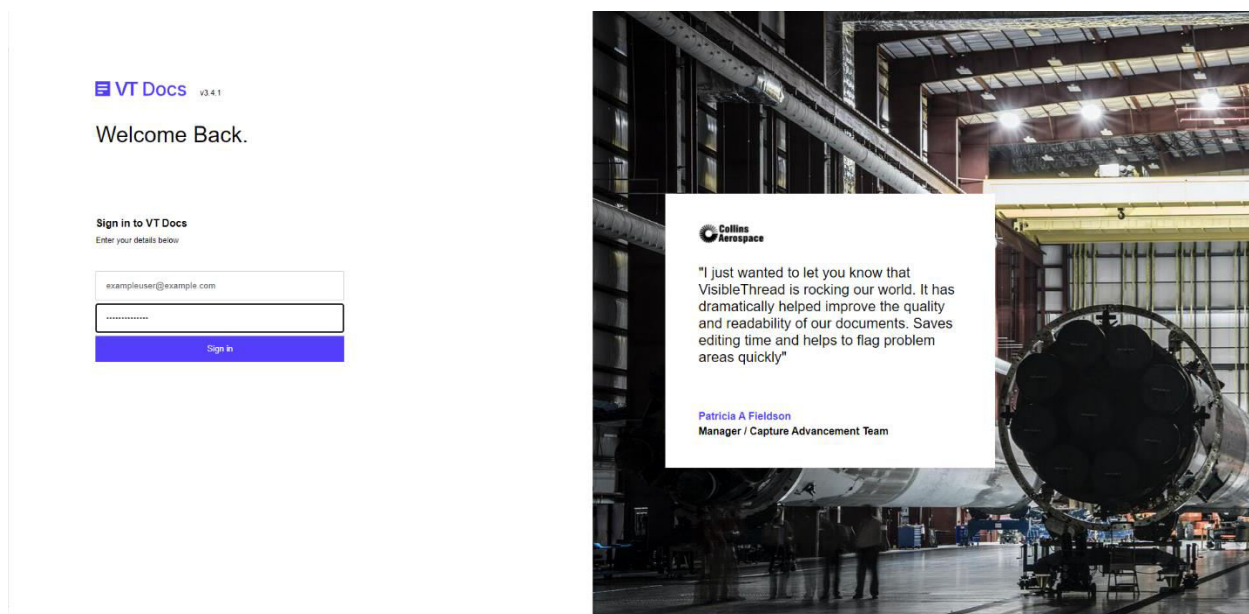 VT Docs v3.4.1
Welcome Back.
Sign in to VT Docs
Enter your details below
exampleuser@example.com
••••••••••••••
Sign in
Collins
Aerospace
"I just wanted to let you know that
VisibleThread is rocking our world. It has
dramatically helped improve the quality
and readability of our documents. Saves
editing time and helps to flag problem
areas quickly"
Patricia A Fieldson
Manager / Capture Advancement Team
3